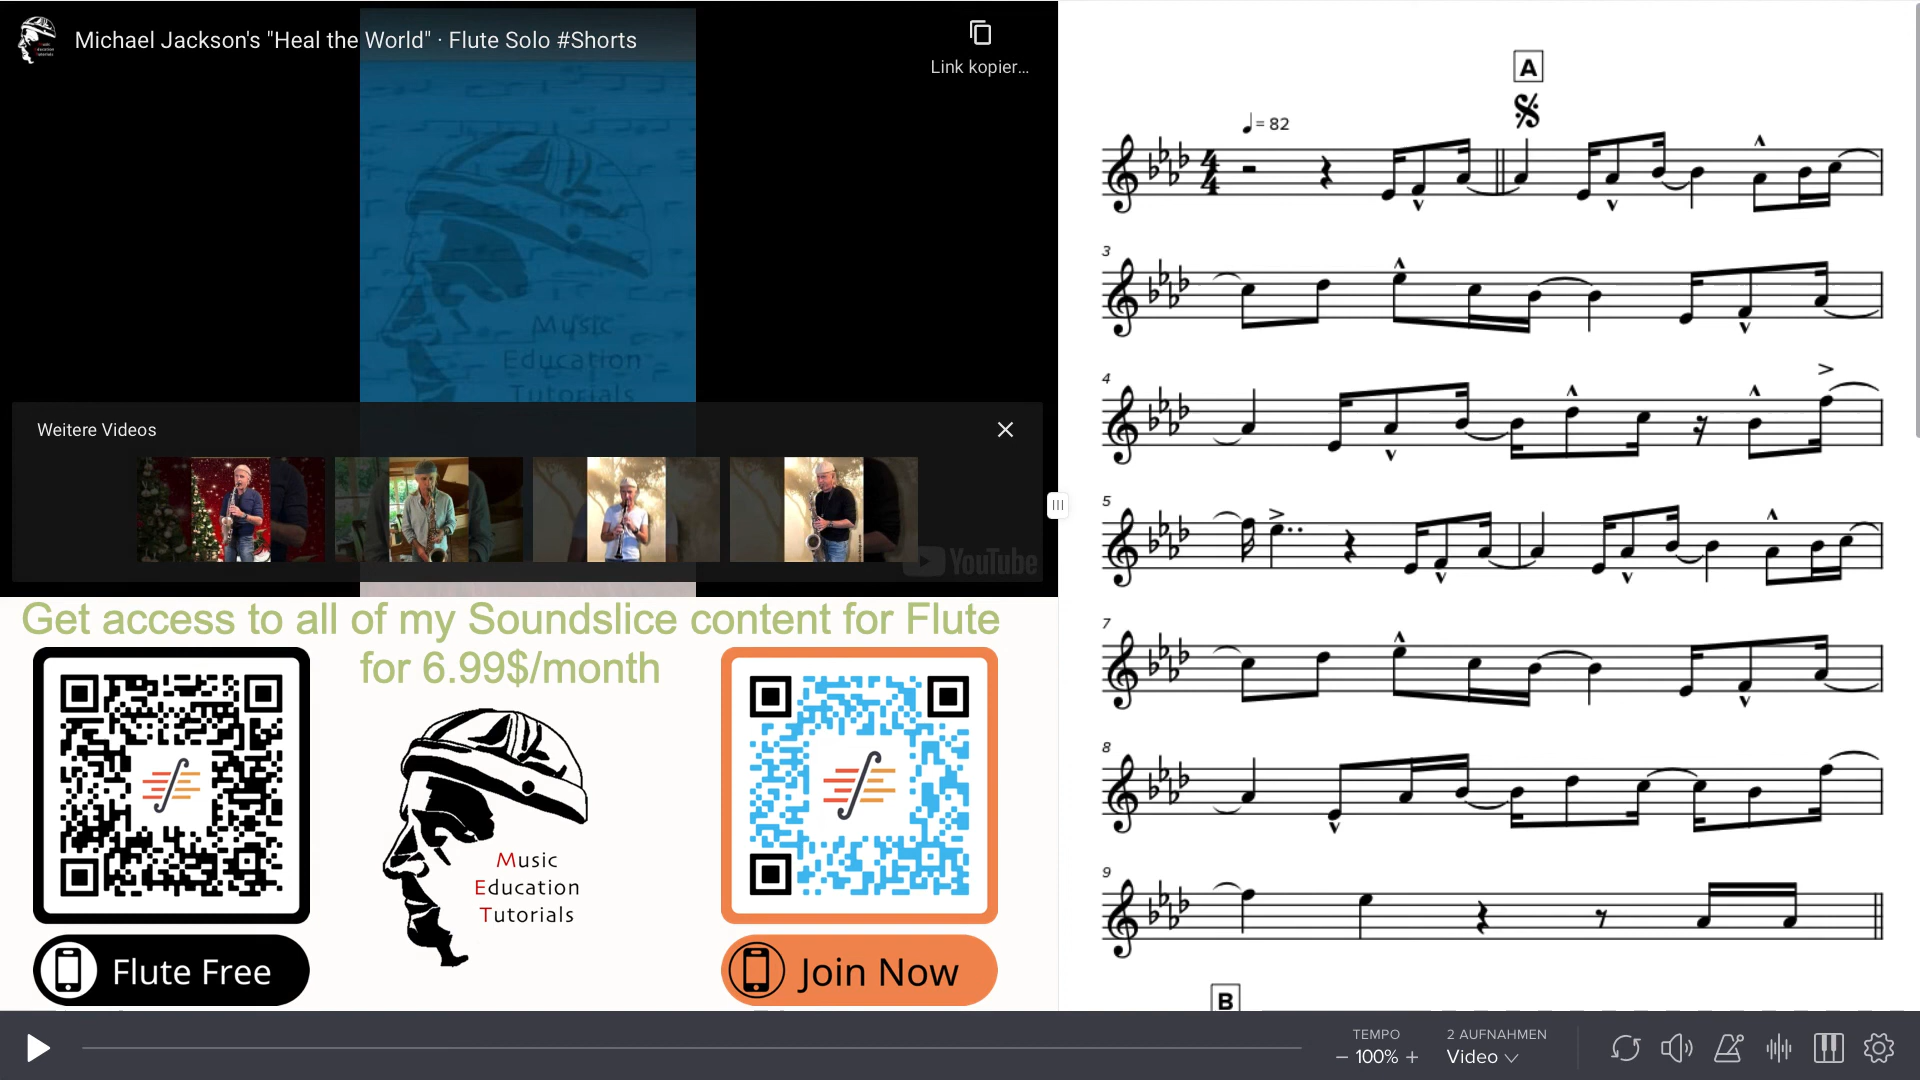 Michael Jackson's "Heal the World" · Flute Solo #Shorts
Link kopier...
Music
Education
Tutorials
Weitere Videos
YouTube
Get access to all of my Soundslice content for Flute
for 6.99$/month
Music
Education
Tutorials
Flute Free
Join Now
A
= 82
4
4
3
4
5
7
8
9
B
TEMPO
− 100% +
2 AUFNAHMEN
Video